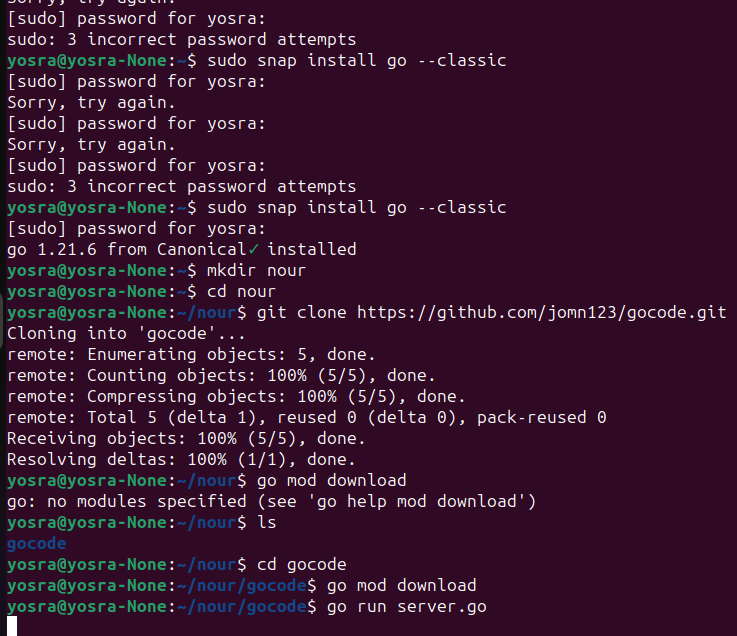 Sorry, try again.
[sudo] password for yosra:
sudo: 3 incorrect password attempts
yosra@yosra-None:~$ sudo snap install go --classic
[sudo] password for yosra:
Sorry, try again.
[sudo] password for yosra:
Sorry, try again.
[sudo] password for yosra:
sudo: 3 incorrect password attempts
yosra@yosra-None:~$ sudo snap install go --classic
[sudo] password for yosra:
go 1.21.6 from Canonical✓ installed
yosra@yosra-None:~$ mkdir nour
yosra@yosra-None:~$ cd nour
yosra@yosra-None:~/nour$ git clone https://github.com/jomn123/gocode.git
Cloning into 'gocode'...
remote: Enumerating objects: 5, done.
remote: Counting objects: 100% (5/5), done.
remote: Compressing objects: 100% (5/5), done.
remote: Total 5 (delta 1), reused 0 (delta 0), pack-reused 0
Receiving objects: 100% (5/5), done.
Resolving deltas: 100% (1/1), done.
yosra@yosra-None:~/nour$ go mod download
go: no modules specified (see 'go help mod download')
yosra@yosra-None:~/nour$ ls
gocode
yosra@yosra-None:~/nour$ cd gocode
yosra@yosra-None:~/nour/gocode$ go mod download
yosra@yosra-None:~/nour/gocode$ go run server.go